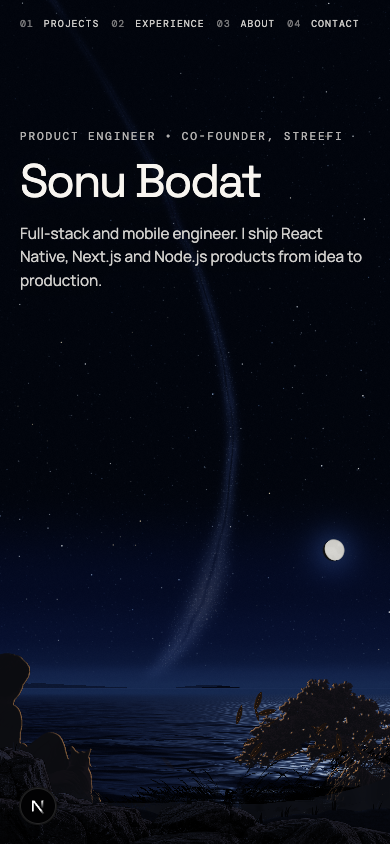 01 PROJECTS 02 EXPERIENCE 03 ABOUT 04 CONTACT
PRODUCT ENGINEER • CO-FOUNDER, STREEFI ·
Sonu Bodat
Full-stack and mobile engineer. I ship React
Native, Next.js and Node.js products from idea to
production.
N